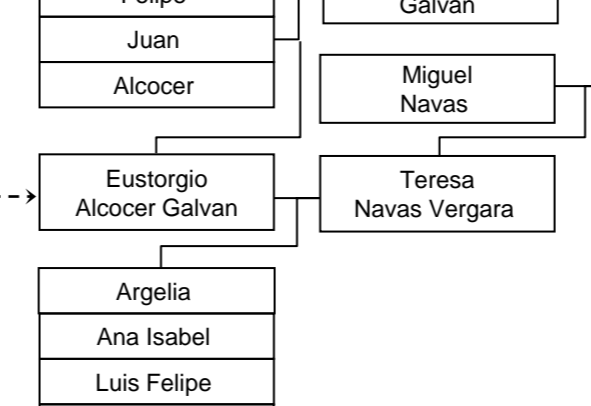 Felipe
Juan
Alcocer
Galvan
Miguel
Navas
Eustorgio
Alcocer Galvan
Teresa
Navas Vergara
Argelia
Ana Isabel
Luis Felipe